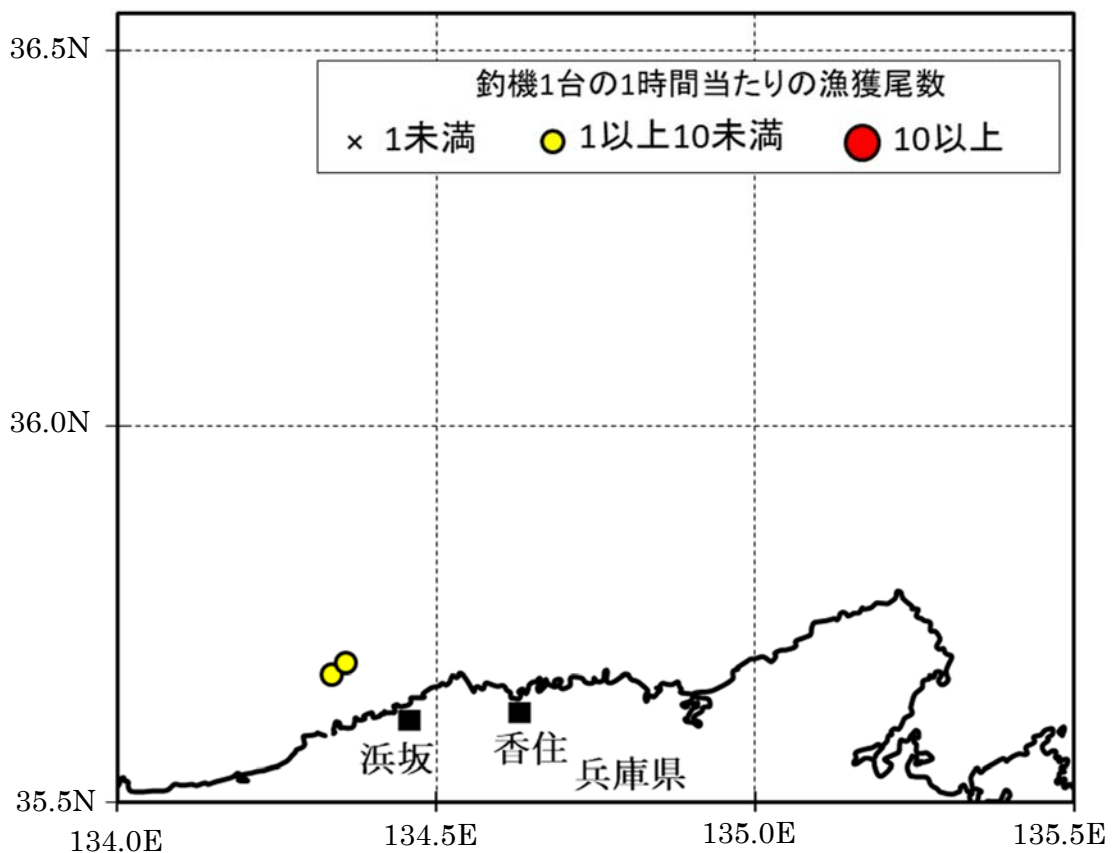 36.5N
釣機1台の1時間当たりの漁獲尾数
× 1未満 1以上10未満 10以上
36.0N
浜坂 香住
兵庫県
35.5N
134.0E 134.5E 135.0E 135.5E